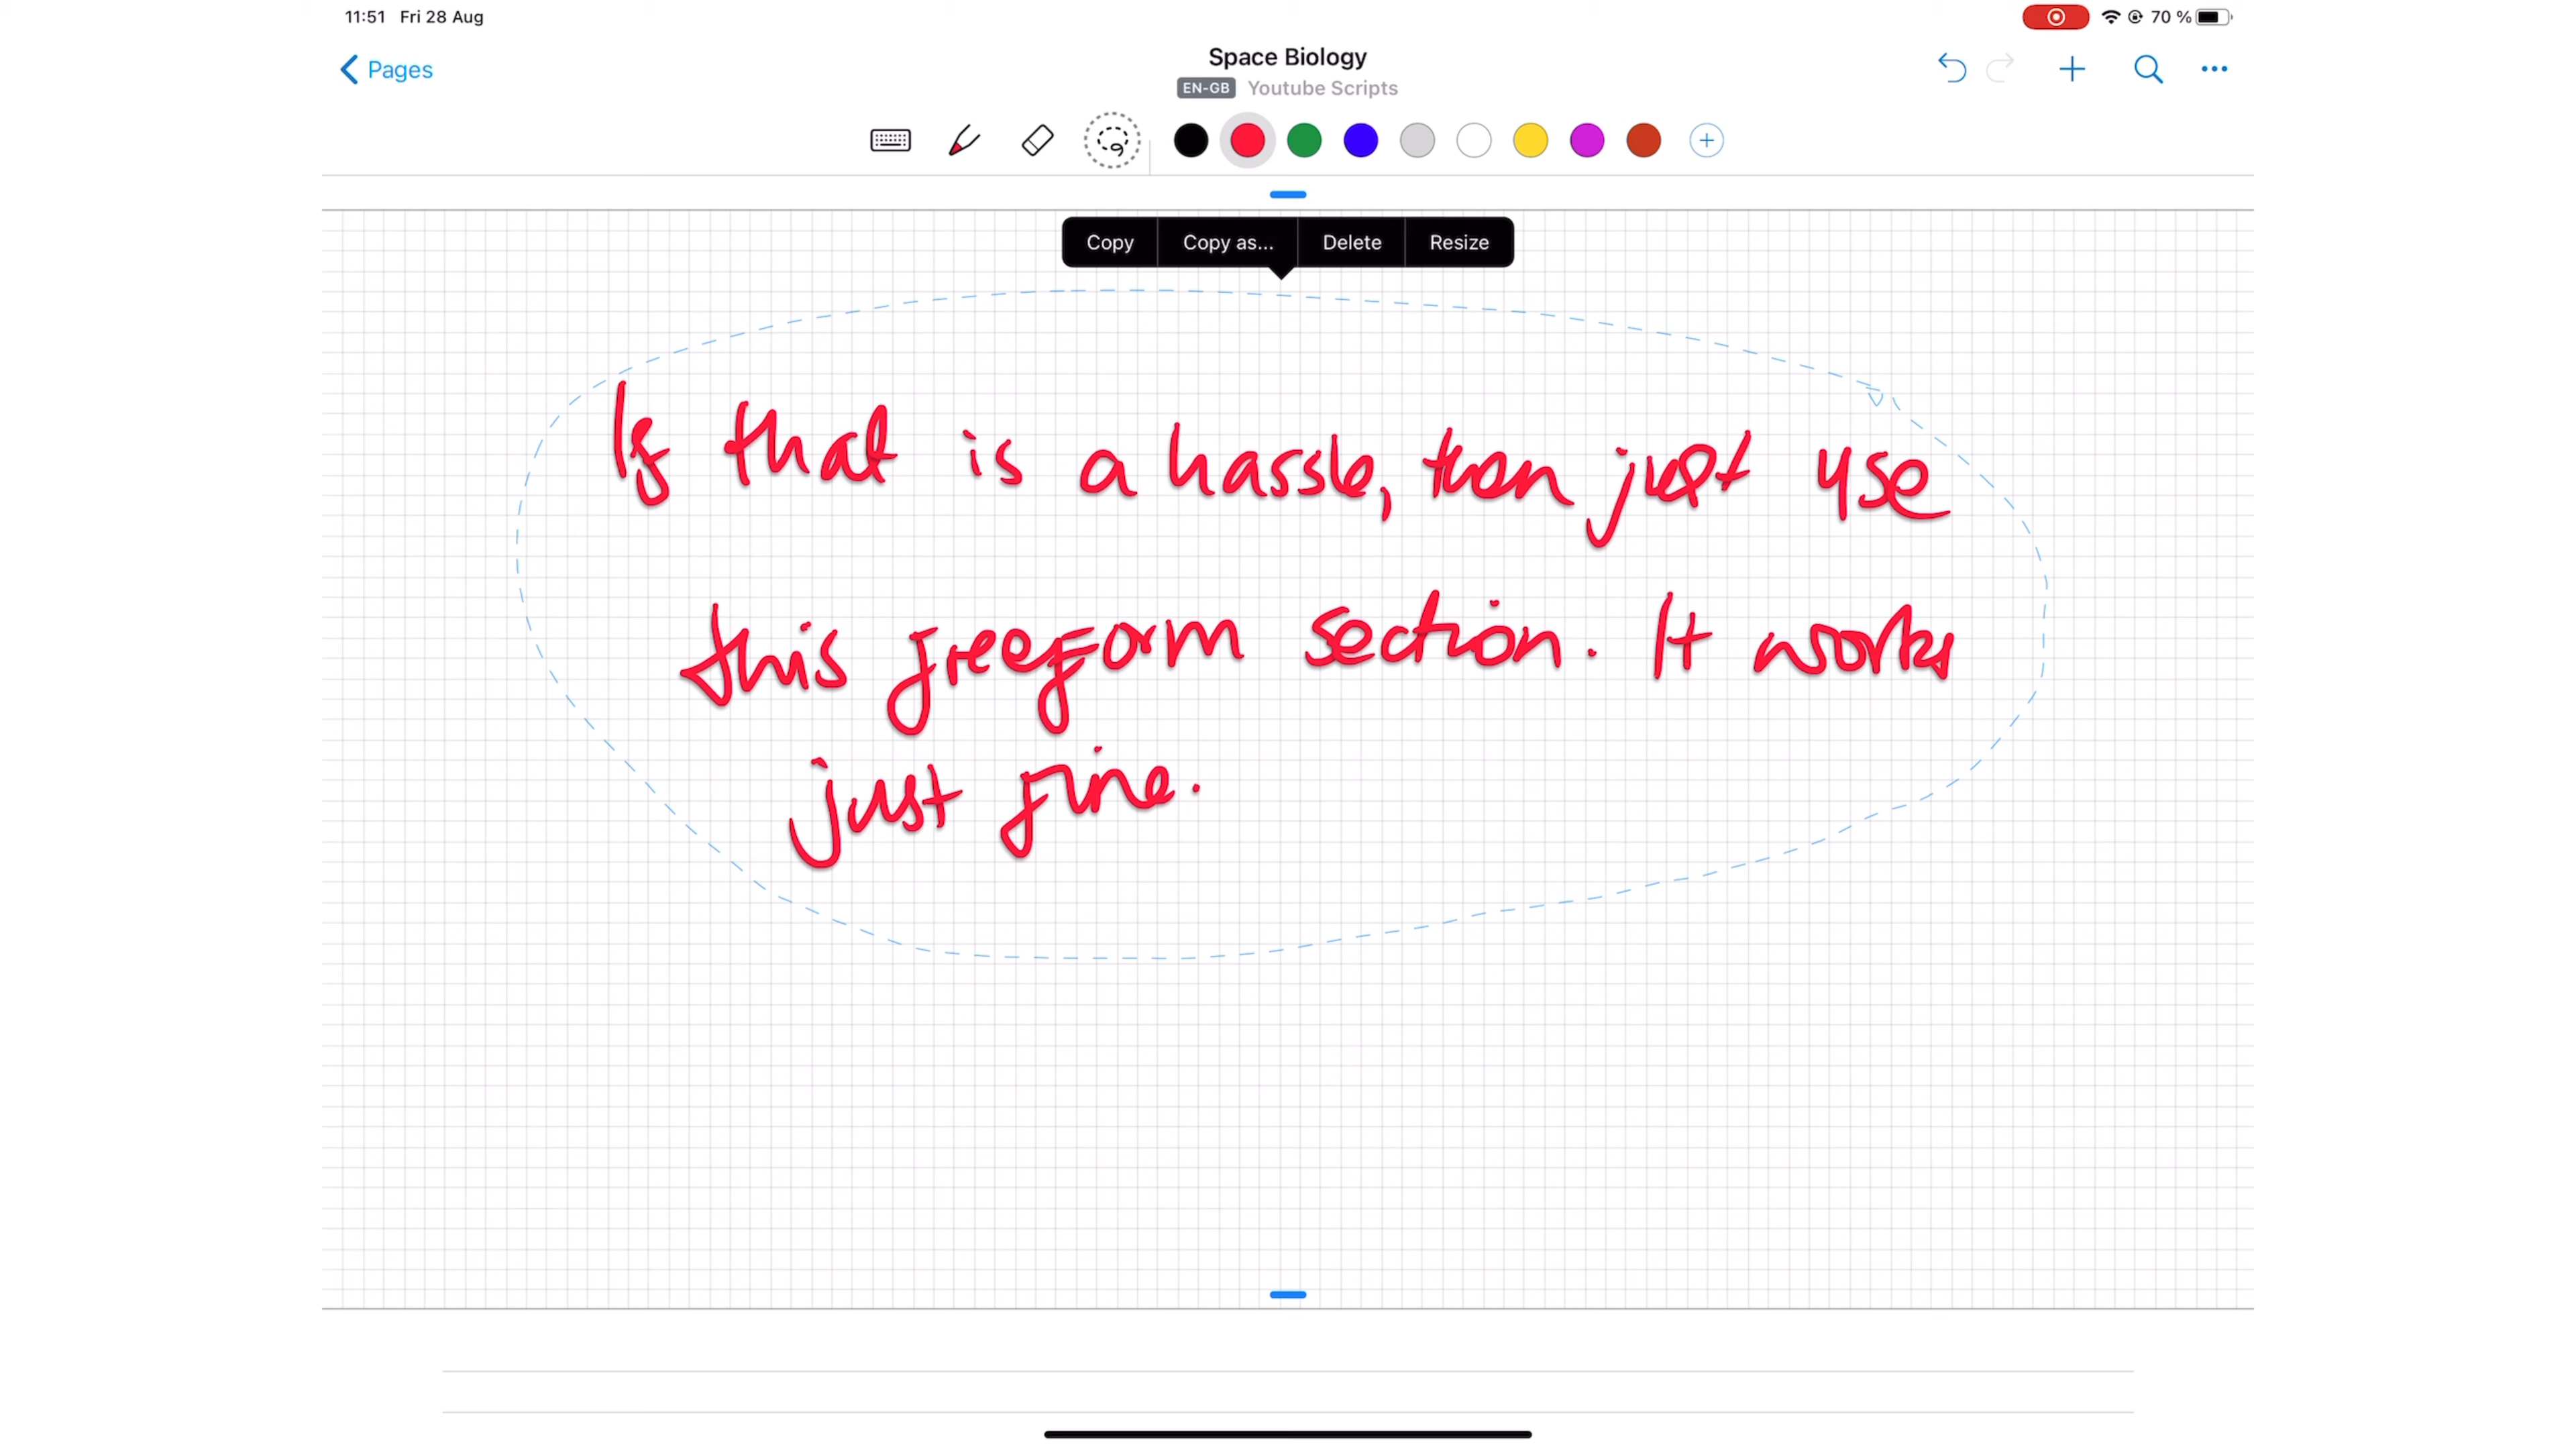 11:51 Fri 28 Aug 70 %
Pages
Space Biology
EN-GB Youtube Scripts
Copy Copy as... Delete Resize
If that is a hassle, then just use
this freeform section. It works
just fine.